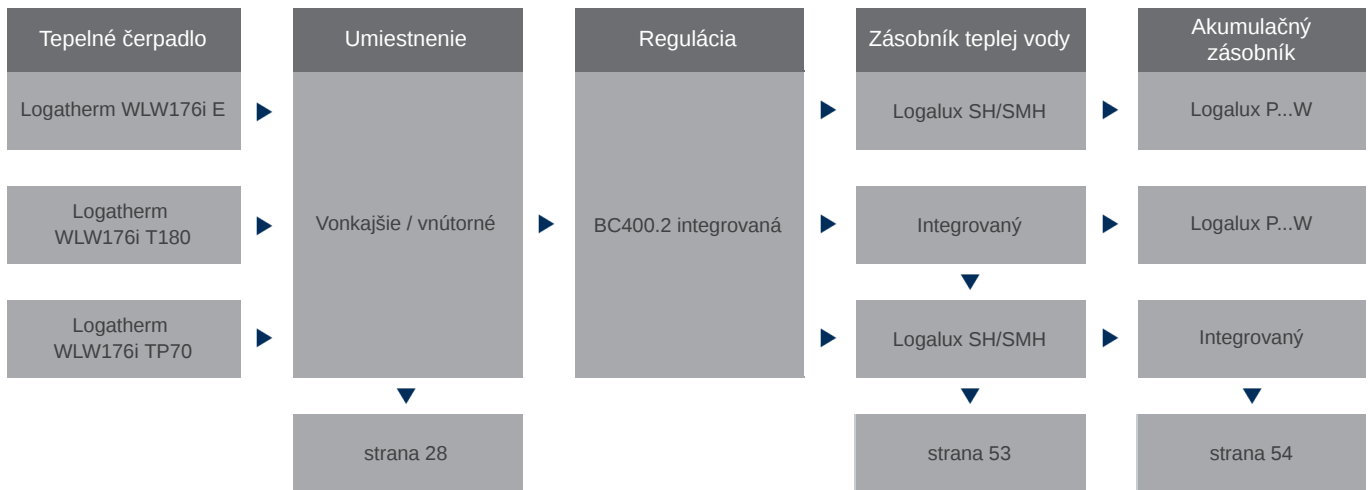 Tepelné čerpadlo
Umiestnenie
Regulácia
Zásobník teplej vody
Akumulačný
zásobník
Logatherm WLW176i E
Logalux SH/SMH
Logalux P...W
Logatherm
WLW176i T180
Vonkajšie / vnútorné
BC400.2 integrovaná
Integrovaný
Logalux P...W
Logatherm
WLW176i TP70
Logalux SH/SMH
Integrovaný
strana 28
strana 53
strana 54